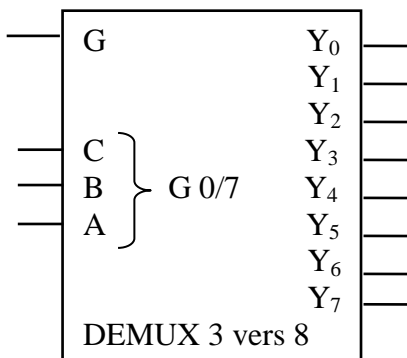 G Y₀
Y₁
Y₂
C Y₃
B G 0/7 Y₄
A Y₅
Y₆
Y₇
DEMUX 3 vers 8